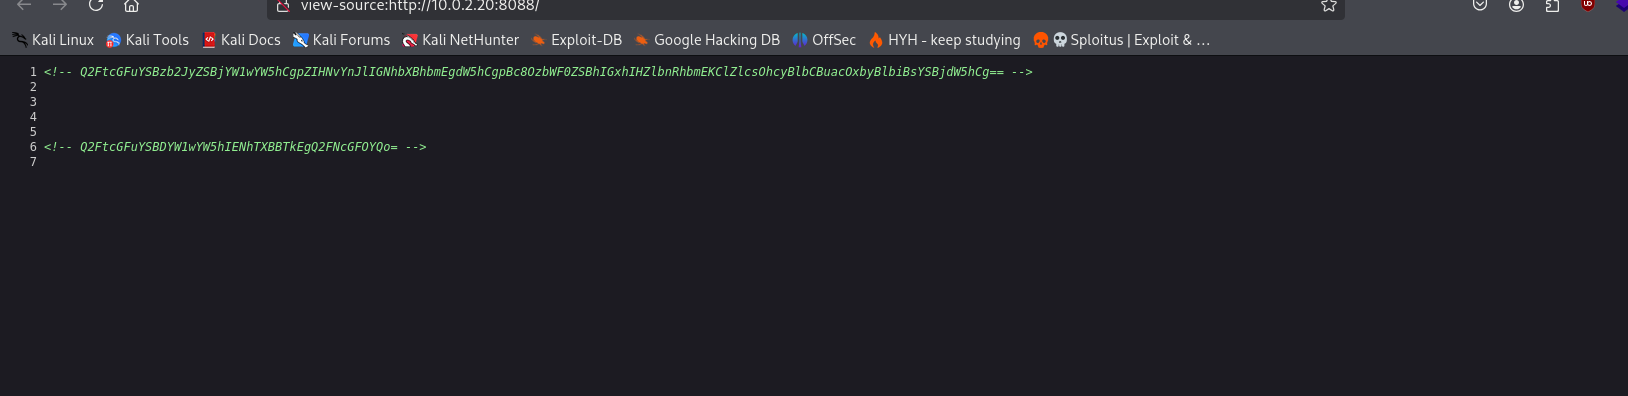 view-source:http://10.0.2.20:8088/
Kali Linux Kali Tools Kali Docs Kali Forums Kali NetHunter Exploit-DB Google Hacking DB OffSec HYH - keep studying Sploitus | Exploit & ...
1 <!-- Q2FtcGFuYSBzb2JyZSBjYW1wYW5hCgpZIHNvYnJlIGNhbXBhbmEgdW5hCgpBc8OzbWF0ZSBhIGxhIHZlbnRhbmEKClZlcsOhcyBlbCBuacOxbyBlbiBsYSBjdW5hCg== -->
2
3
4
5
6 <!-- Q2FtcGFuYSBDYW1wYW5hIENhTXBBTkEgQ2FNcGFOYQo= -->
7